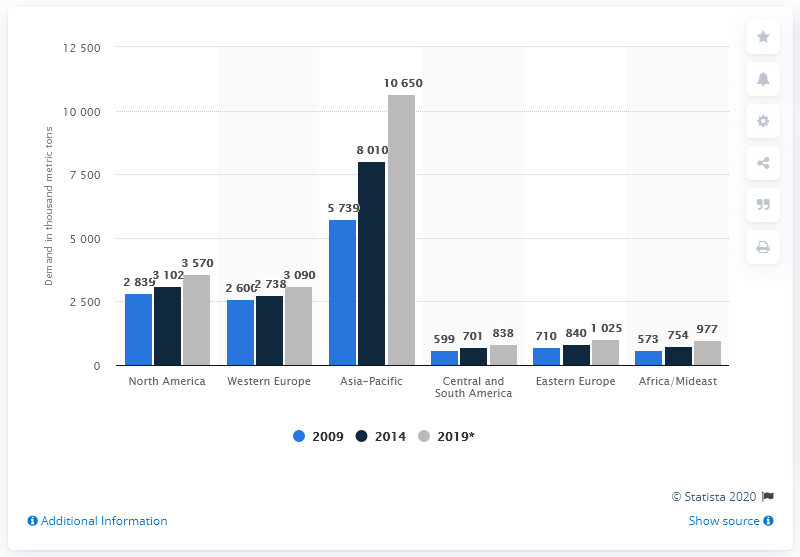 Demand in thousand metric tons
12 500
10 000
7 500
5 000
2 500
0
2 839 3 102 3 570
2 600 2 738 3 090
5 739 8 010 10 650
599 701 838
710 840 1 025
573 754 977
North America
Western Europe
Asia-Pacific
Central and
South America
Eastern Europe
Africa/Mideast
2009 2014 2019*
© Statista 2020
Additional Information
Show source